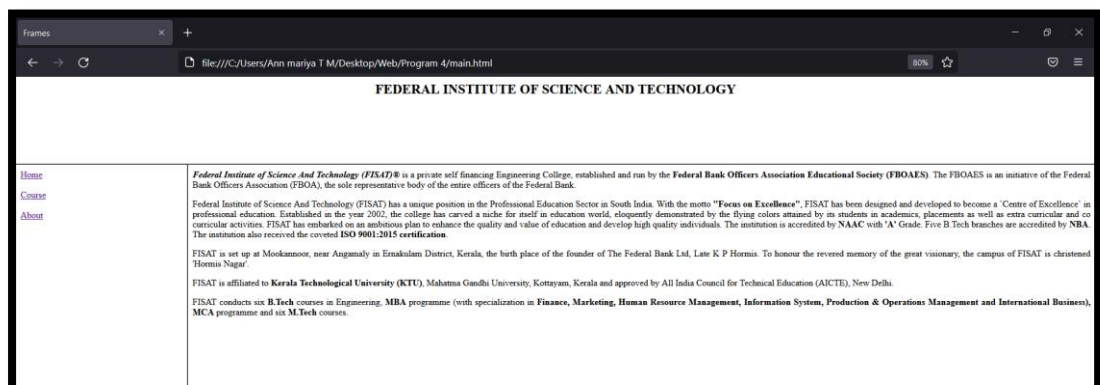 Frames
file:///C:/Users/Ann mariya T M/Desktop/Web/Program 4/main.html
80%
FEDERAL INSTITUTE OF SCIENCE AND TECHNOLOGY
Home
Course
About
Federal Institute of Science And Technology (FISAT)® is a private self financing Engineering College, established and run by the Federal Bank Officers Association Educational Society (FBOAES). The FBOAES is an initiative of the Federal
Bank Officers Association (FBOA), the sole representative body of the entire officers of the Federal Bank.
Federal Institute of Science And Technology (FISAT) has a unique position in the Professional Education Sector in South India. With the motto "Focus on Excellence", FISAT has been designed and developed to become a `Centre of Excellence` in
professional education. Established in the year 2002, the college has carved a niche for itself in education world, eloquently demonstrated by the flying colors attained by its students in academics, placements as well as extra curricular and co
curricular activities. FISAT has embarked on an ambitious plan to enhance the quality and value of education and develop high quality individuals. The institution is accredited by NAAC with 'A' Grade. Five B.Tech branches are accredited by NBA.
The institution also received the coveted ISO 9001:2015 certification.
FISAT is set up at Mookannoor, near Angamaly in Ernakulam District, Kerala, the birth place of the founder of The Federal Bank Ltd, Late K P Hormis. To honour the revered memory of the great visionary, the campus of FISAT is christened
'Hormis Nagar'.
FISAT is affiliated to Kerala Technological University (KTU), Mahatma Gandhi University, Kottayam, Kerala and approved by All India Council for Technical Education (AICTE), New Delhi.
FISAT conducts six B.Tech courses in Engineering, MBA programme (with specialization in Finance, Marketing, Human Resource Management, Information System, Production & Operations Management and International Business),
MCA programme and six M.Tech courses.